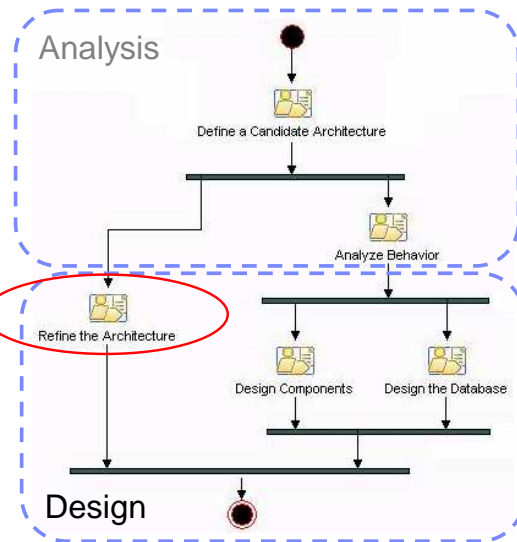 Analysis
Define a Candidate Architecture
Analyze Behavior
Refine the Architecture
Design Components
Design the Database
Design